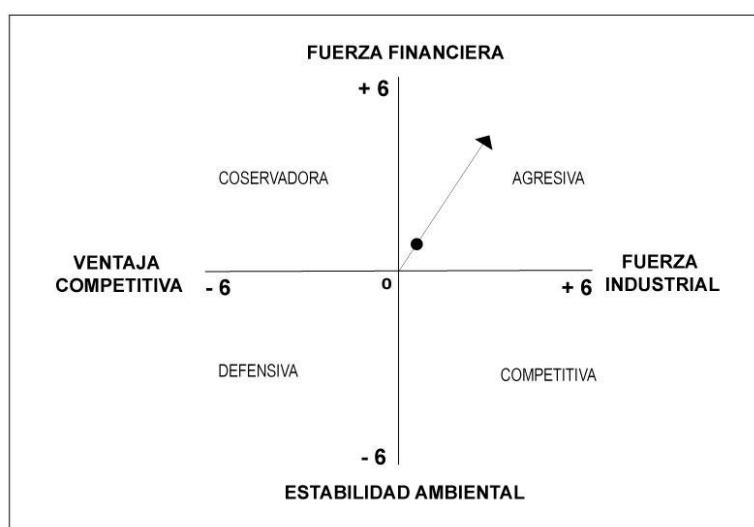 FUERZA FINANCIERA
+ 6
COSERVADORA
AGRESIVA
VENTAJA
COMPETITIVA
- 6
o
+ 6
FUERZA
INDUSTRIAL
DEFENSIVA
COMPETITIVA
- 6
ESTABILIDAD AMBIENTAL